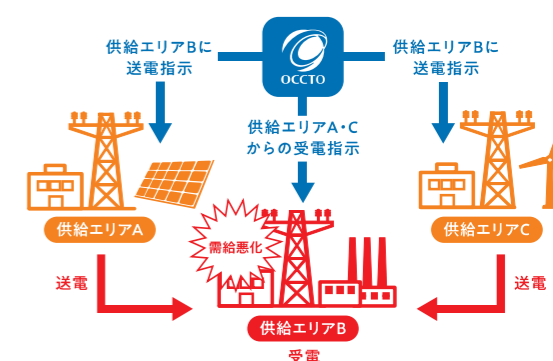 供給エリアBに
送電指示
OCCTO
供給エリアBに
送電指示
供給エリアA・C
からの受電指示
供給エリアA
需給悪化
供給エリアC
送電
送電
供給エリアB
受電